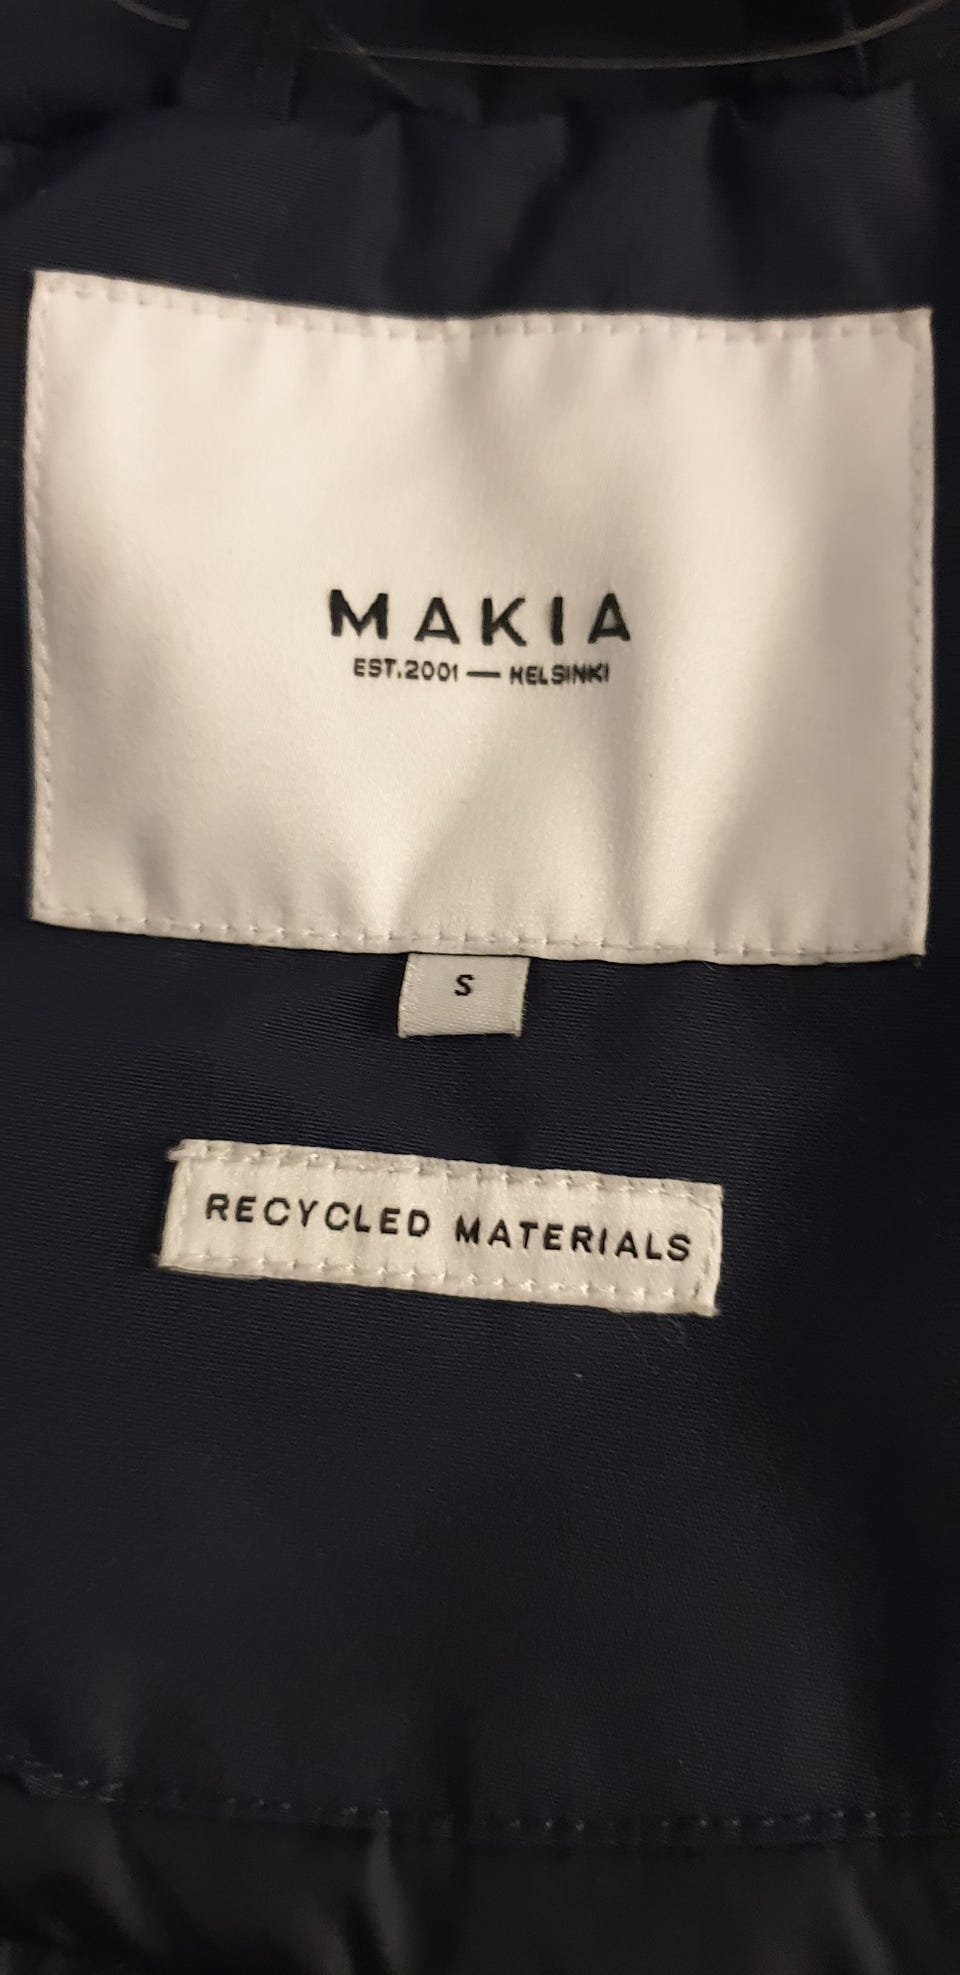 MAKIA
EST.2001 — HELSINKI
S
RECYCLED MATERIALS